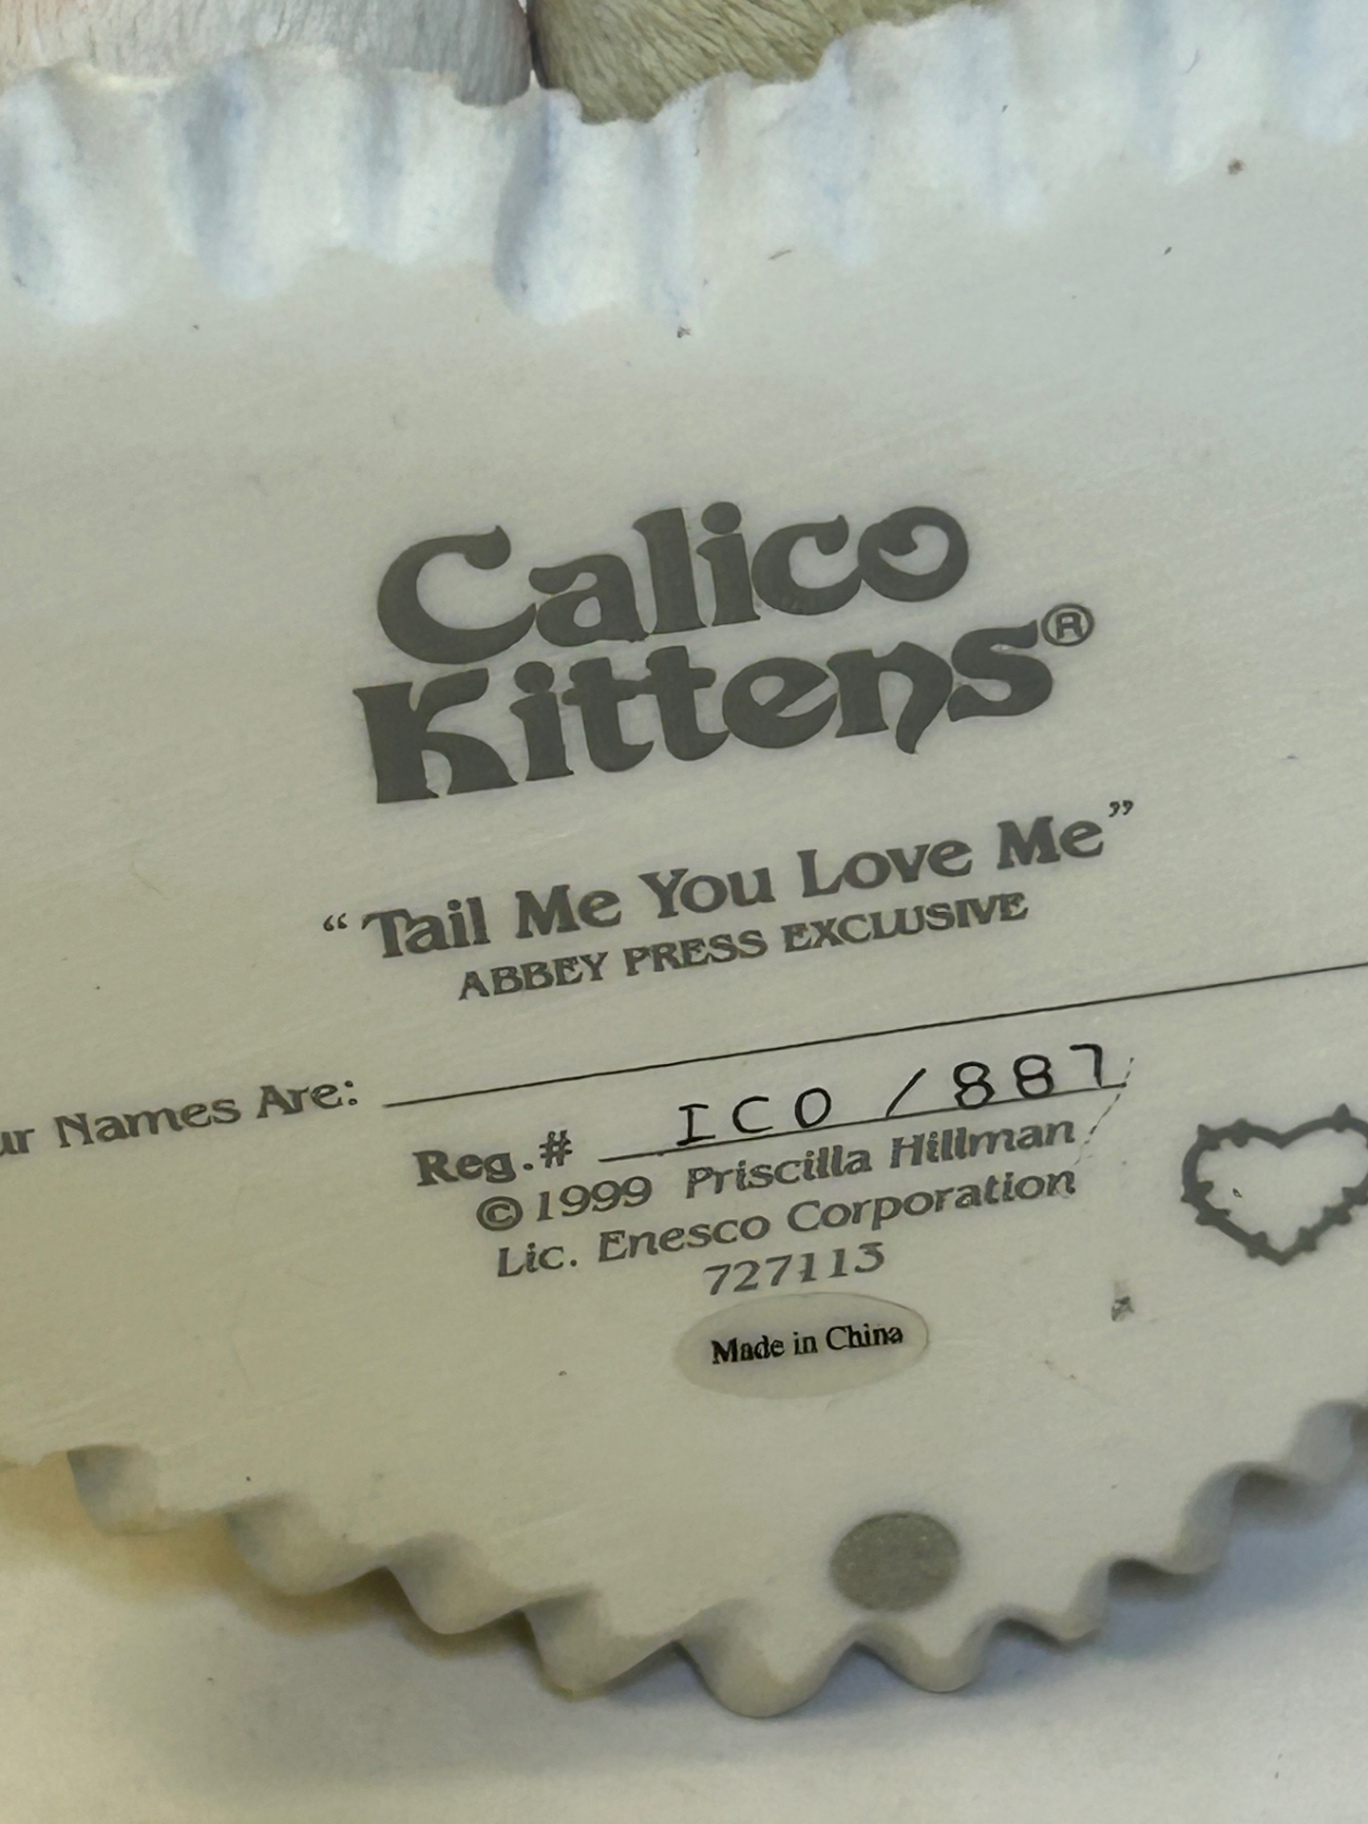 Calico
Kittens®
“Tail Me You Love Me”
ABBEY PRESS EXCLUSIVE
Names Are:
Reg.# ICO/887
©1999 Priscilla Hillman
Lic. Enesco Corporation
727113
Made in China